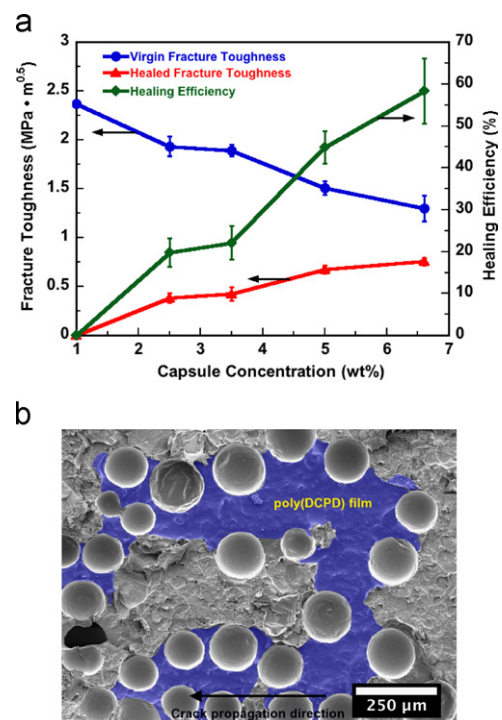 a
3
70
Virgin Fracture Toughness
Healed Fracture Toughness
Healing Efficiency
2.5
60
2
50
1.5
40
30
1
20
0.5
10
0
0
1
2
3
4
5
6
7
Fracture Toughness (MPa • m^0.5)
Healing Efficiency (%)
Capsule Concentration (wt%)
b
poly(DCPD) film
Crack propagation direction
250 µm